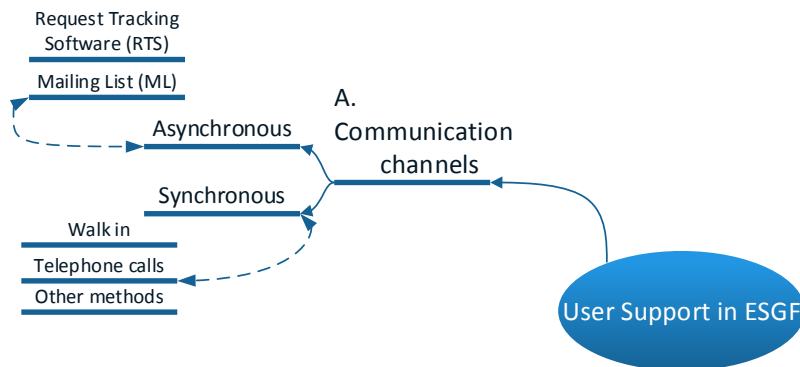 Request Tracking
Software (RTS)
Mailing List (ML)
A.
Communication
channels
Asynchronous
Synchronous
Walk in
Telephone calls
Other methods
User Support in ESGF